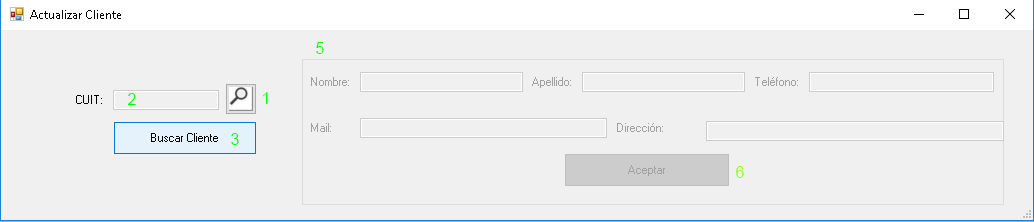 Actualizar Cliente
5
Nombre: Apellido: Teléfono:
CUIT: 2 1
Mail: Dirección:
Buscar Cliente 3
Aceptar 6